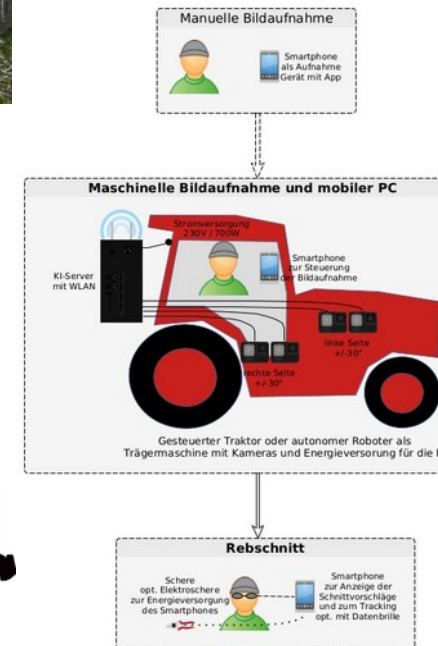 Manuelle Bildaufnahme
Smartphone
als Aufnahme
Gerät mit App
Maschinelle Bildaufnahme und mobiler PC
Stromversorgung
230V / 700W
KI-Server
mit WLAN
Smartphone
zur Steuerung
der Bildaufnahme
linke Seite
+/-30°
rechte Seite
+/-30°
Gesteuerter Traktor oder autonomer Roboter als
Trägermaschine mit Kameras und Energieversorung für die
Rebschnitt
Schere
opt. Elektroschere
zur Energieversorgung
des Smartphones
Smartphone
zur Anzeige der
Schnittvorschläge
und zum Tracking
opt. mit Datenbrille